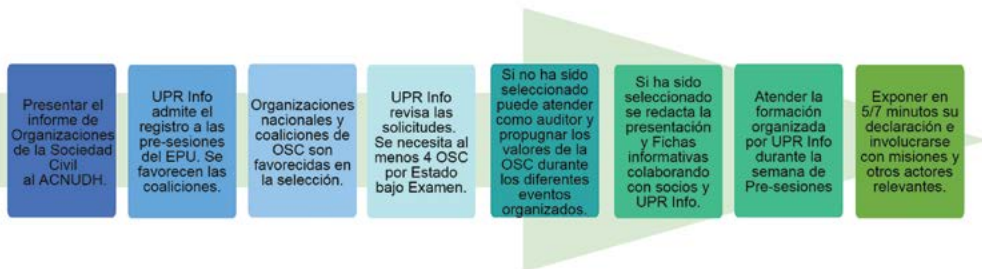 Presentar el
informe de
Organizaciones
de la Sociedad
Civil
al ACNUDH.
UPR Info
admite el
registro a las
pre-sesiones
del EPU. Se
favorecen las
coaliciones.
Organizaciones
nacionales y
coaliciones de
OSC son
favorecidas en
la selección.
UPR Info
revisa las
solicitudes.
Se necesita al
menos 4 OSC
por Estado
bajo Examen.
Si no ha sido
seleccionado
puede atender
como auditor y
propugnar los
valores de la
OSC durante
los diferentes
eventos
organizados.
Si ha sido
seleccionado
se redacta la
presentación
y Fichas
informativas
colaborando
con socios y
UPR Info.
Atender la
formación
organizada
por UPR Info
durante la
semana de
Pre-sesiones
Exponer en
5/7 minutos su
declaración e
involucrarse
con misiones y
otros actores
relevantes.